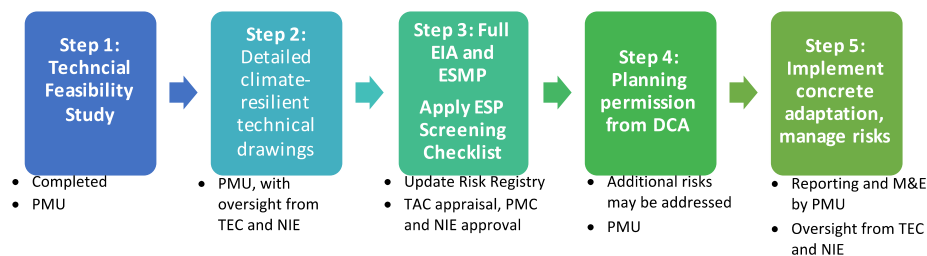 Step 1:
Techncial
Feasibility
Study
• Completed
• PMU
Step 2:
Detailed
climate-
resilient
technical
drawings
• PMU, with
oversight from
TEC and NIE
Step 3: Full
EIA and
ESMP
Apply ESP
Screening
Checklist
• Update Risk Registry
• TAC appraisal, PMC
and NIE approval
Step 4:
Planning
permission
from DCA
• Additional risks
may be addressed
• PMU
Step 5:
Implement
concrete
adaptation,
manage risks
• Reporting and M&E
by PMU
• Oversight from TEC
and NIE